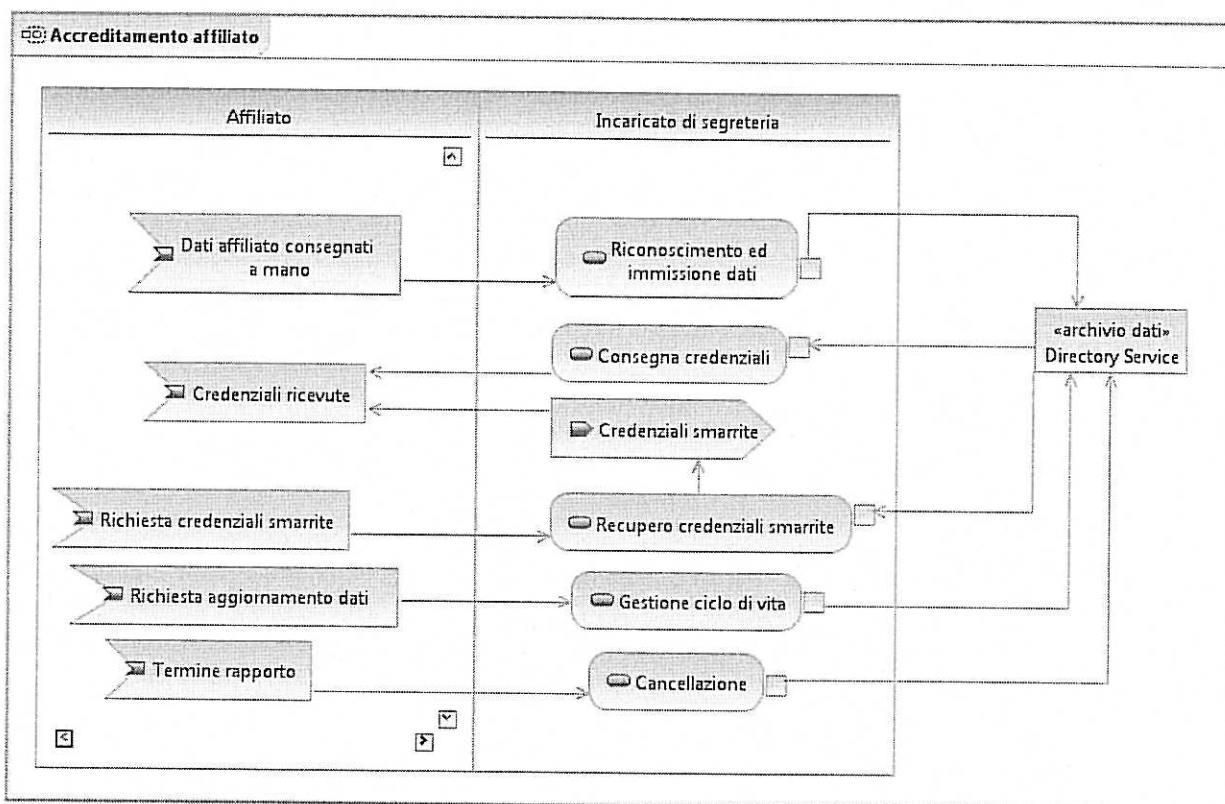 Accreditamento affiliato
Affiliato
Incaricato di segreteria
Dati affiliato consegnati
a mano
Riconoscimento ed
immissione dati
«archivio dati»
Directory Service
Consegna credenziali
Credenziali ricevute
Credenziali smarrite
Richiesta credenziali smarrite
Recupero credenziali smarrite
Richiesta aggiornamento dati
Gestione ciclo di vita
Termine rapporto
Cancellazione